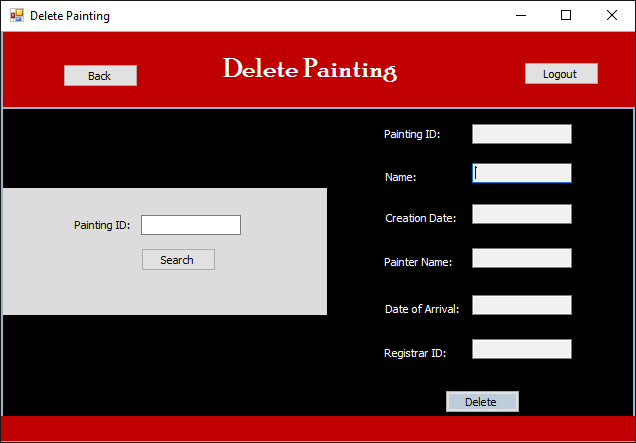 Delete Painting
Back
Delete Painting
Logout
Painting ID:
Search
Painting ID:
Name:
Creation Date:
Painter Name:
Date of Arrival:
Registrar ID:
Delete